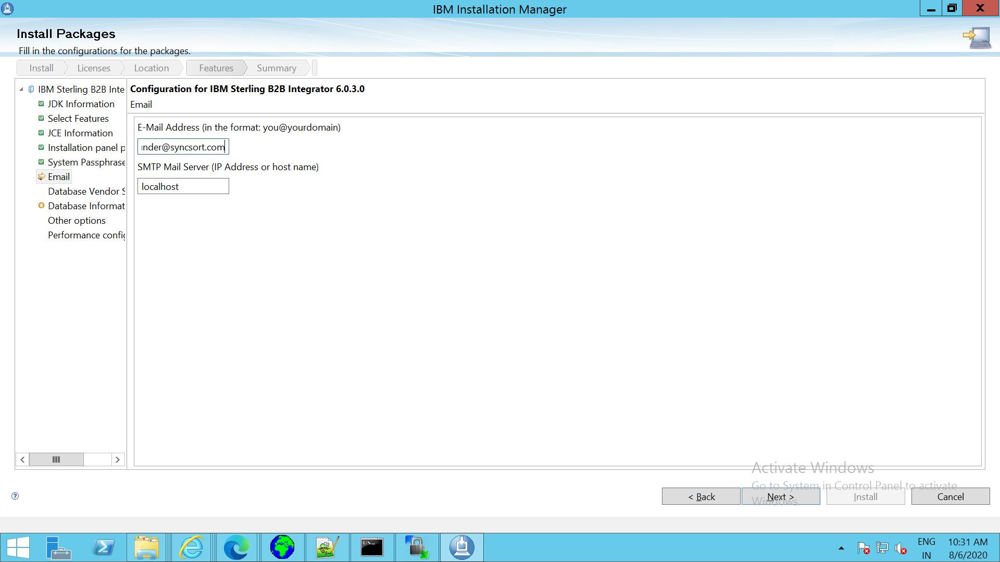 IBM Installation Manager
Install Packages
Fill in the configurations for the packages.
Install
Licenses
Location
Features
Summary
IBM Sterling B2B Inte
JDK Information
Select Features
JCE Information
Installation panel p
System Passphrase
Email
Database Vendor S
Database Informat
Other options
Performance config
Configuration for IBM Sterling B2B Integrator 6.0.3.0
Email
E-Mail Address (in the format: you@yourdomain)
nder@syncsort.com
SMTP Mail Server (IP Address or host name)
localhost
Activate Windows
Go to System in Control Panel to activate
Windows.
< Back
Next >
Install
Cancel
ENG
IN
10:31 AM
8/6/2020